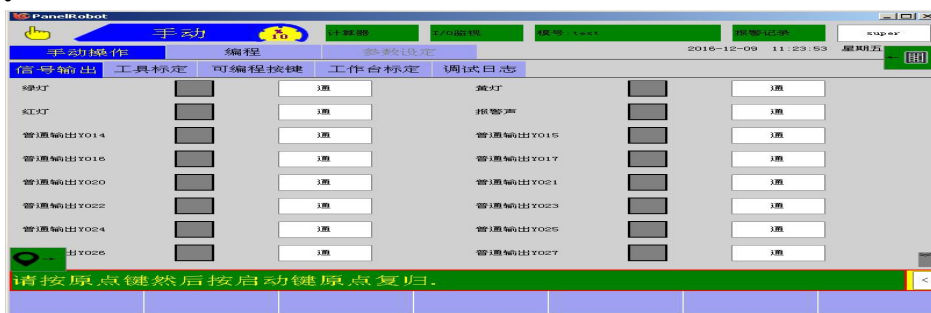 PanelRobot
手动 X10 计算器 I/O监视 模号:test 报警记录 super
手动操作 编程 参数设定 2016-12-09 11:23:53 星期五
信号输出 工具标定 可编程按键 工作台标定 调试日志
绿灯 通 黄灯 通
红灯 通 报警声 通
普通输出Y014 通 普通输出Y015 通
普通输出Y016 通 普通输出Y017 通
普通输出Y020 通 普通输出Y021 通
普通输出Y022 通 普通输出Y023 通
普通输出Y024 通 普通输出Y025 通
出Y026 通 普通输出Y027 通
请按原点键然后按启动键原点复归.
<